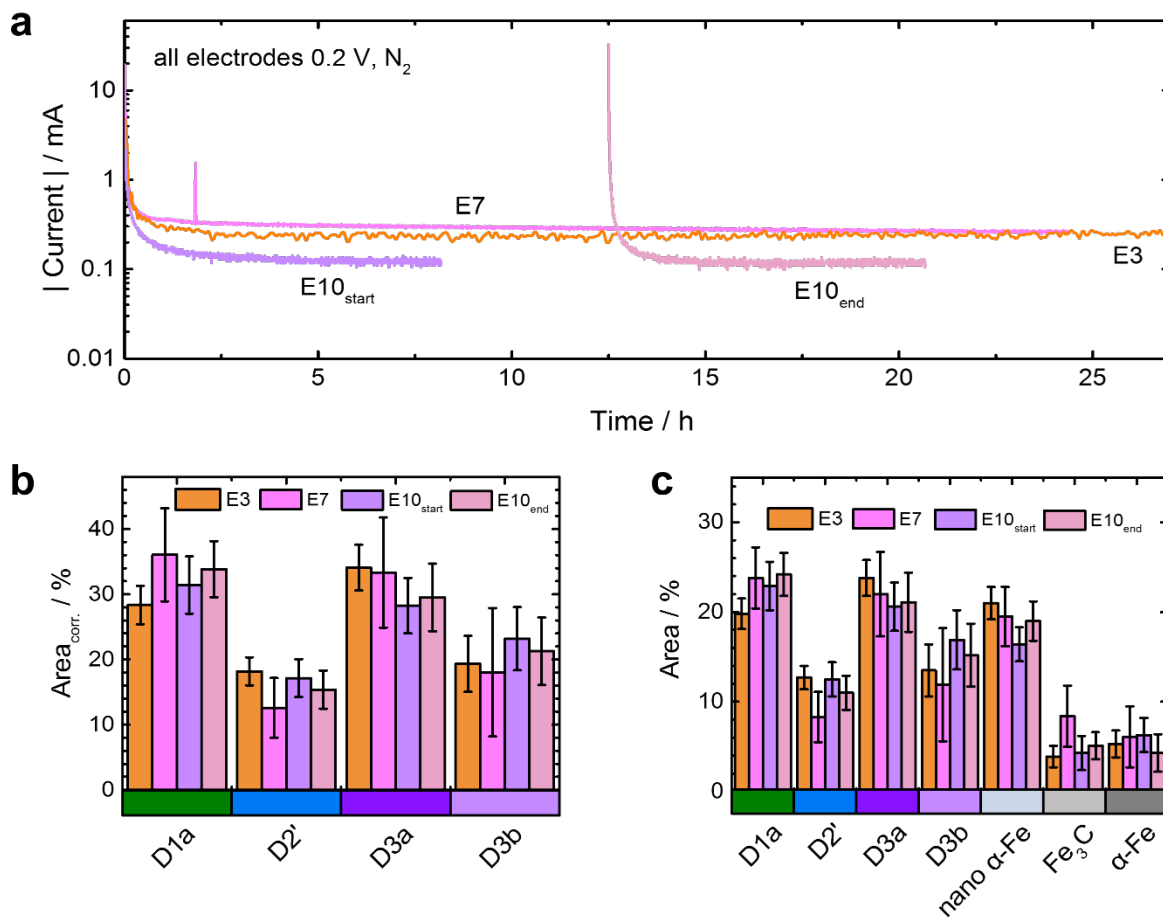 a
all electrodes 0.2 V, N₂
| Current | / mA
10
1
0.1
0.01
E7
E3
E10start
E10end
0 5 10 15 20 25
Time / h
b
E3 E7 E10start E10end
Areacorr. / %
40
30
20
10
0
D1a D2' D3a D3b
c
E3 E7 E10start E10end
Area / %
30
20
10
0
D1a D2' D3a D3b nano α-Fe Fe₃C α-Fe